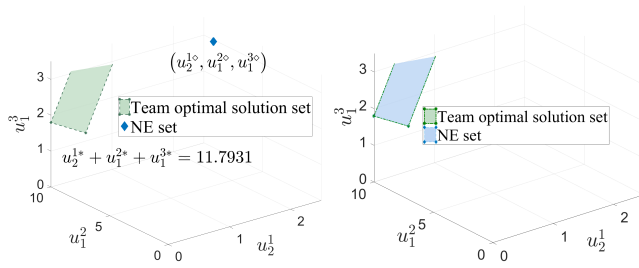 (u_2^{1⋄}, u_1^{2⋄}, u_1^{3⋄})
3
2
1
0
u_1^3
Team optimal solution set
NE set
u_2^{1*} + u_1^{2*} + u_1^{3*} = 11.7931
10
5
0
u_1^2
0
1
2
u_2^1
3
2
1
0
u_1^3
Team optimal solution set
NE set
10
5
0
u_1^2
0
1
2
u_2^1